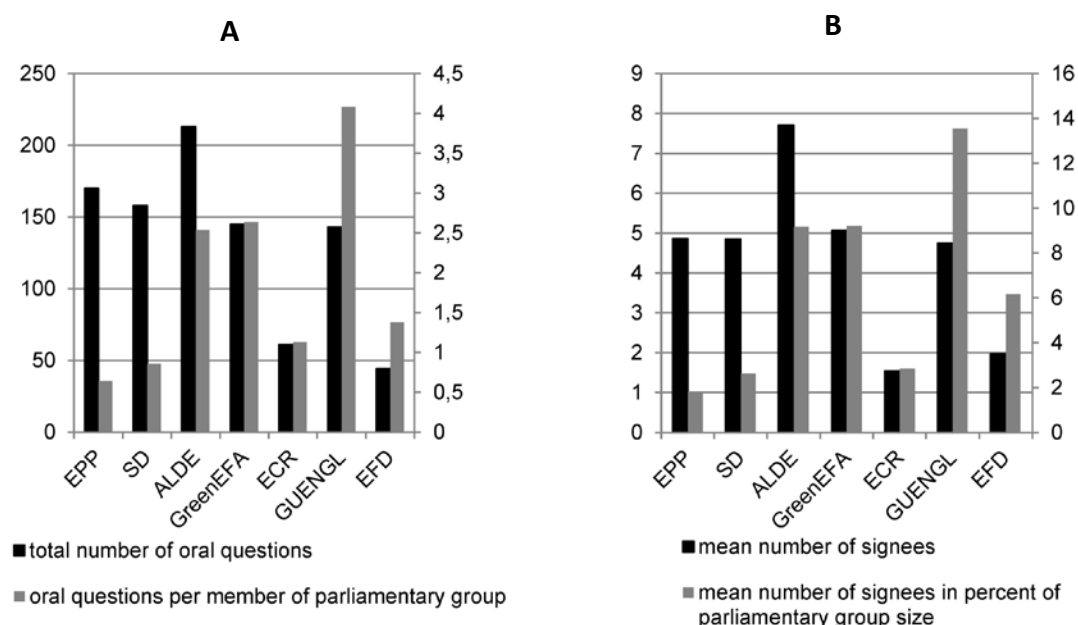 A
250
200
150
100
50
0
4,5
4
3,5
3
2,5
2
1,5
1
0,5
0
EPP
SD
ALDE
GreenEFA
ECR
GUENGL
EFD
total number of oral questions
oral questions per member of parliamentary group
B
9
8
7
6
5
4
3
2
1
0
16
14
12
10
8
6
4
2
0
EPP
SD
ALDE
GreenEFA
ECR
GUENGL
EFD
mean number of signees
mean number of signees in percent of
parliamentary group size